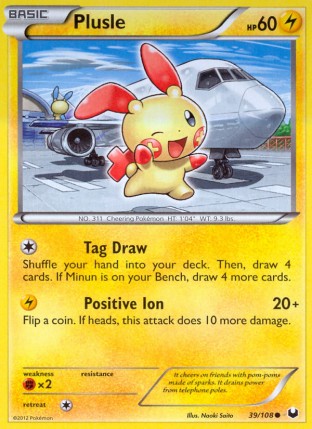 BASIC
Plusle HP60
NO. 311 Cheering Pokémon HT. 1'04" WT. 9.3 lbs.
Tag Draw
Shuffle your hand into your deck. Then, draw 4
cards. If Minun is on your Bench, draw 4 more cards.
Positive Ion 20+
Flip a coin. If heads, this attack does 10 more damage.
weakness resistance
×2
retreat
It cheers on friends with pom-poms
made of sparks. It drains power
from telephone poles.
©2012 Pokémon Illus. Naoki Saito 39/108